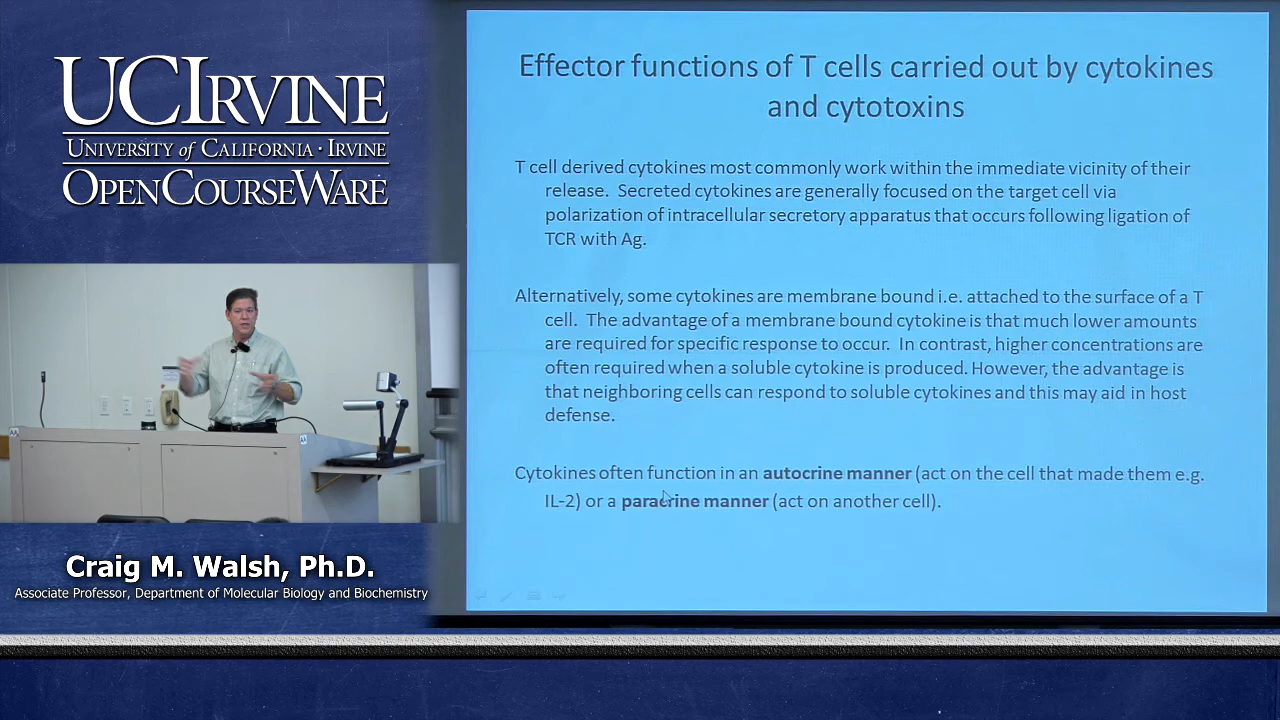 UCIRVINE
UNIVERSITY of CALIFORNIA · IRVINE
OPENCOURSEWARE
Effector functions of T cells carried out by cytokines
and cytotoxins
T cell derived cytokines most commonly work within the immediate vicinity of their
release. Secreted cytokines are generally focused on the target cell via
polarization of intracellular secretory apparatus that occurs following ligation of
TCR with Ag.
Alternatively, some cytokines are membrane bound i.e. attached to the surface of a T
cell. The advantage of a membrane bound cytokine is that much lower amounts
are required for specific response to occur. In contrast, higher concentrations are
often required when a soluble cytokine is produced. However, the advantage is
that neighboring cells can respond to soluble cytokines and this may aid in host
defense.
Cytokines often function in an autocrine manner (act on the cell that made them e.g.
IL-2) or a paracrine manner (act on another cell).
Craig M. Walsh, Ph.D.
Associate Professor, Department of Molecular Biology and Biochemistry